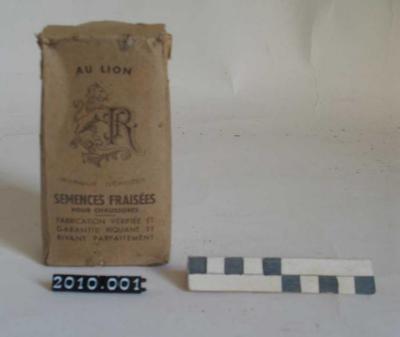 AU LION
R
SEMENCES FRAISÉES
POUR CHAUSSURES
FABRICATION VÉRIFIÉE ET
GARANTIE PIQUANT ET
RIVANT PARFAITEMENT
2010.001